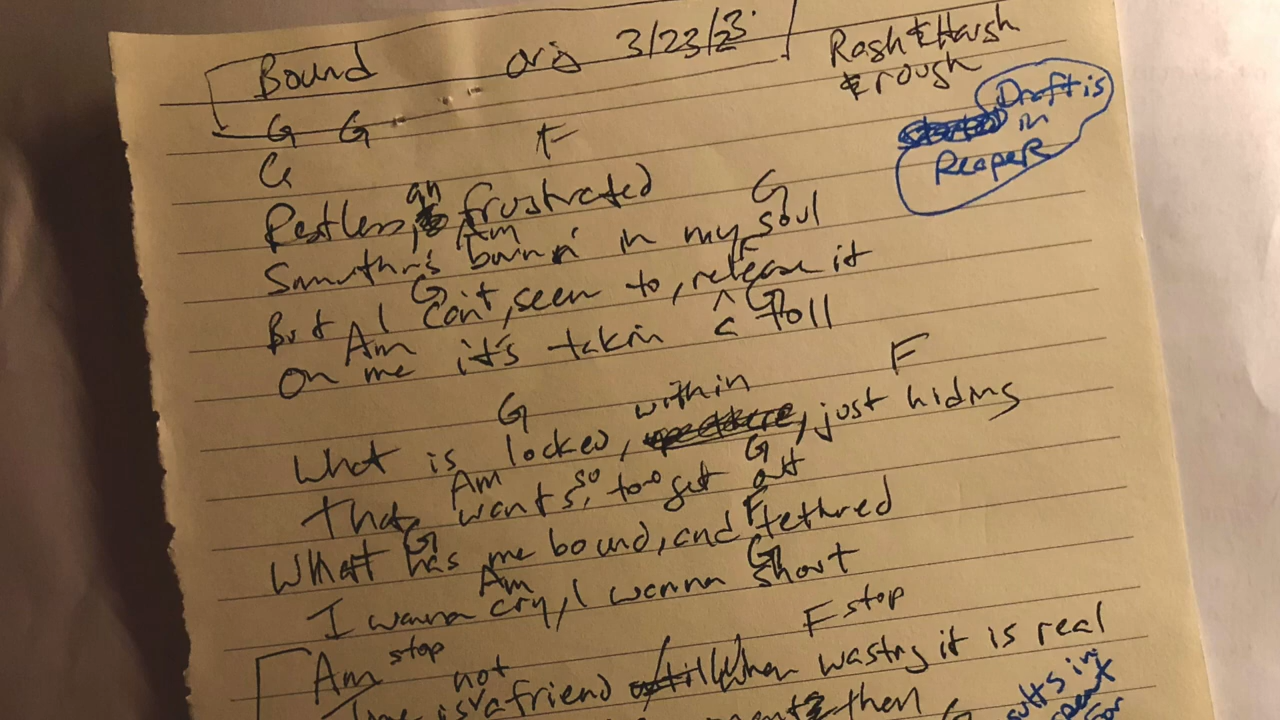 Bound orig 3/23/23
Rash & Harsh
& rough
Draft is
in
Reaper
G G
G F
an
Restless, frustrated
G
Am
Somethin's burnin' in my soul
G F
But I can't, seem to, release it
Am G
On me it's takin a toll
G within F
What is locked, , just hiding
Am so G
That wants, too get out
G F
What has me bound, and tethered
Am G
I wanna cry, I wanna shout
Am stop F stop
not
Time is a friend When wasting it is real
then
G
in